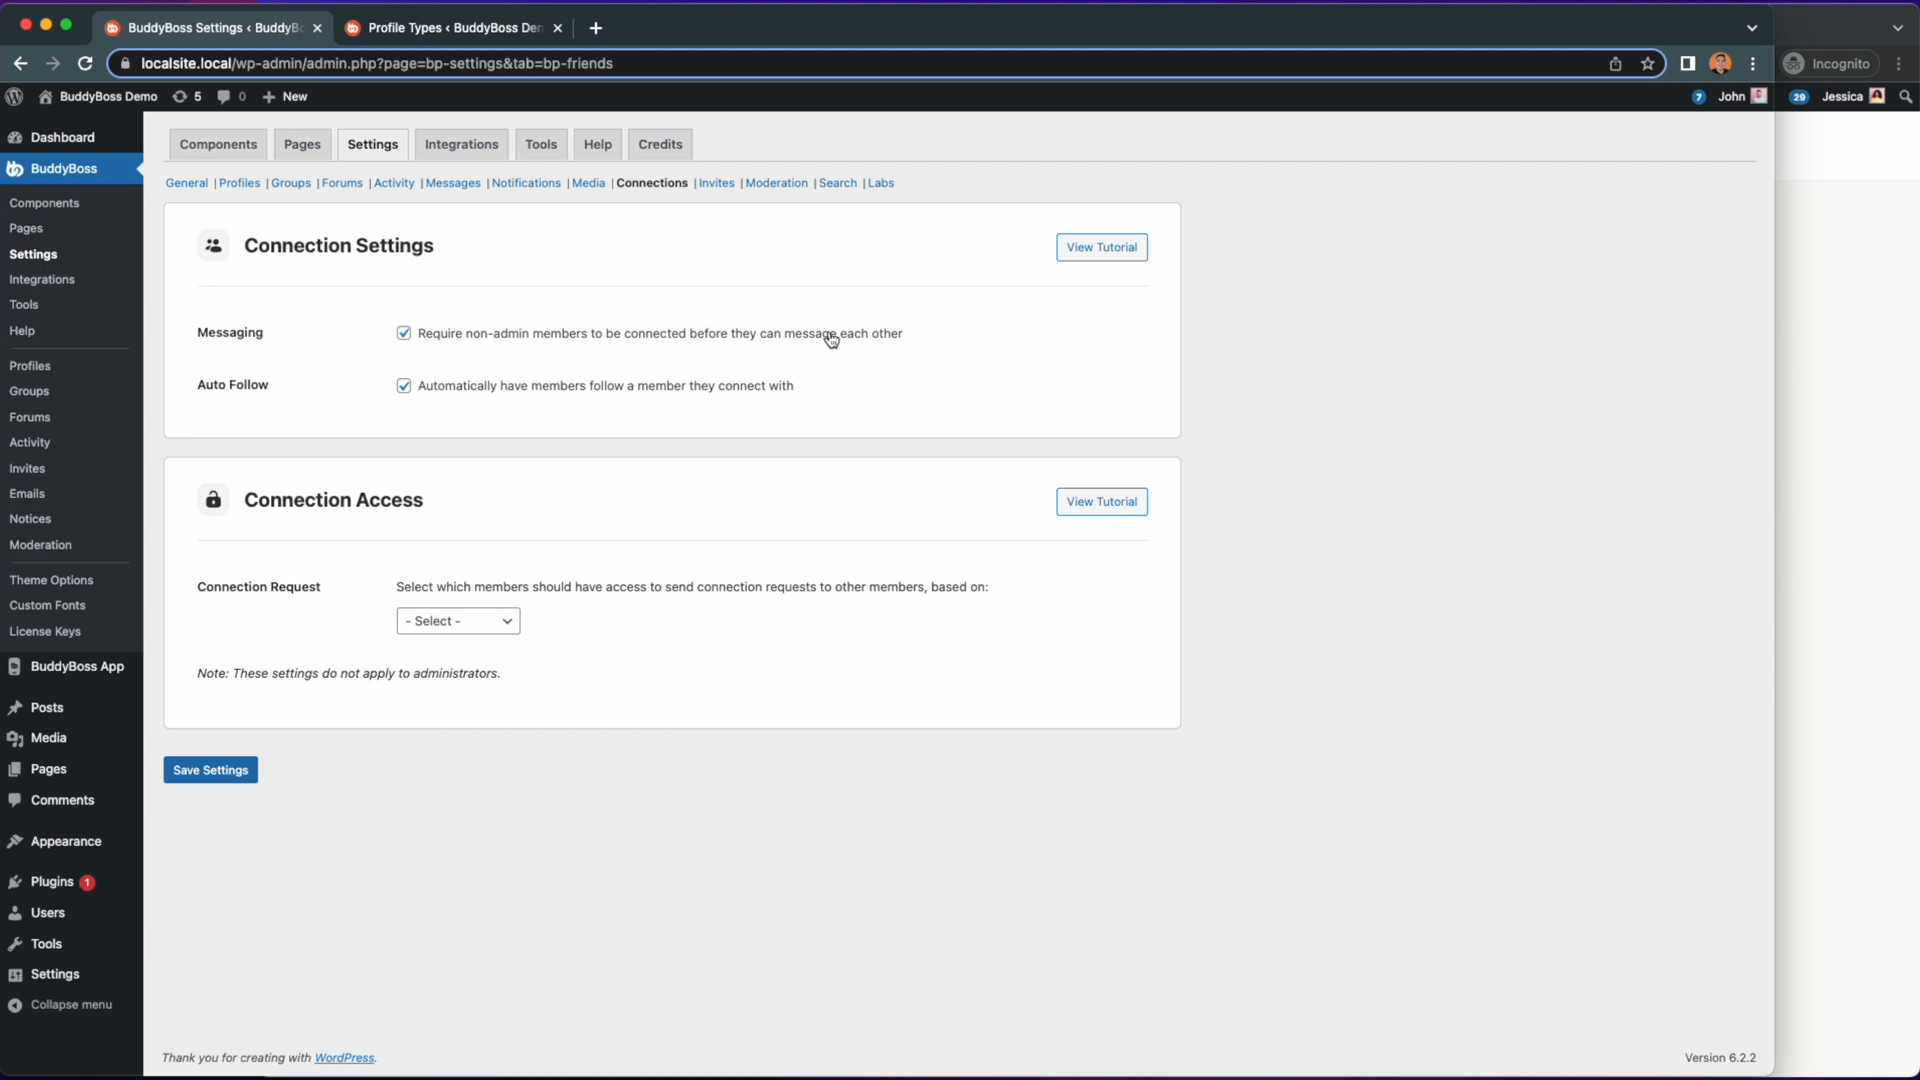 BuddyBoss Settings ‹ BuddyBo
Profile Types ‹ BuddyBoss Den
localsite.local/wp-admin/admin.php?page=bp-settings&tab=bp-friends
Incognito
BuddyBoss Demo 5 0 New
7 John
29 Jessica
Dashboard
BuddyBoss
Components
Pages
Settings
Integrations
Tools
Help
Profiles
Groups
Forums
Activity
Invites
Emails
Notices
Moderation
Theme Options
Custom Fonts
License Keys
BuddyBoss App
Posts
Media
Pages
Comments
Appearance
Plugins 1
Users
Tools
Settings
Collapse menu
Components Pages Settings Integrations Tools Help Credits
General | Profiles | Groups | Forums | Activity | Messages | Notifications | Media | Connections | Invites | Moderation | Search | Labs
Connection Settings
View Tutorial
Messaging
Require non-admin members to be connected before they can message each other
Auto Follow
Automatically have members follow a member they connect with
Connection Access
View Tutorial
Connection Request
Select which members should have access to send connection requests to other members, based on:
- Select -
Note: These settings do not apply to administrators.
Save Settings
Thank you for creating with WordPress.
Version 6.2.2